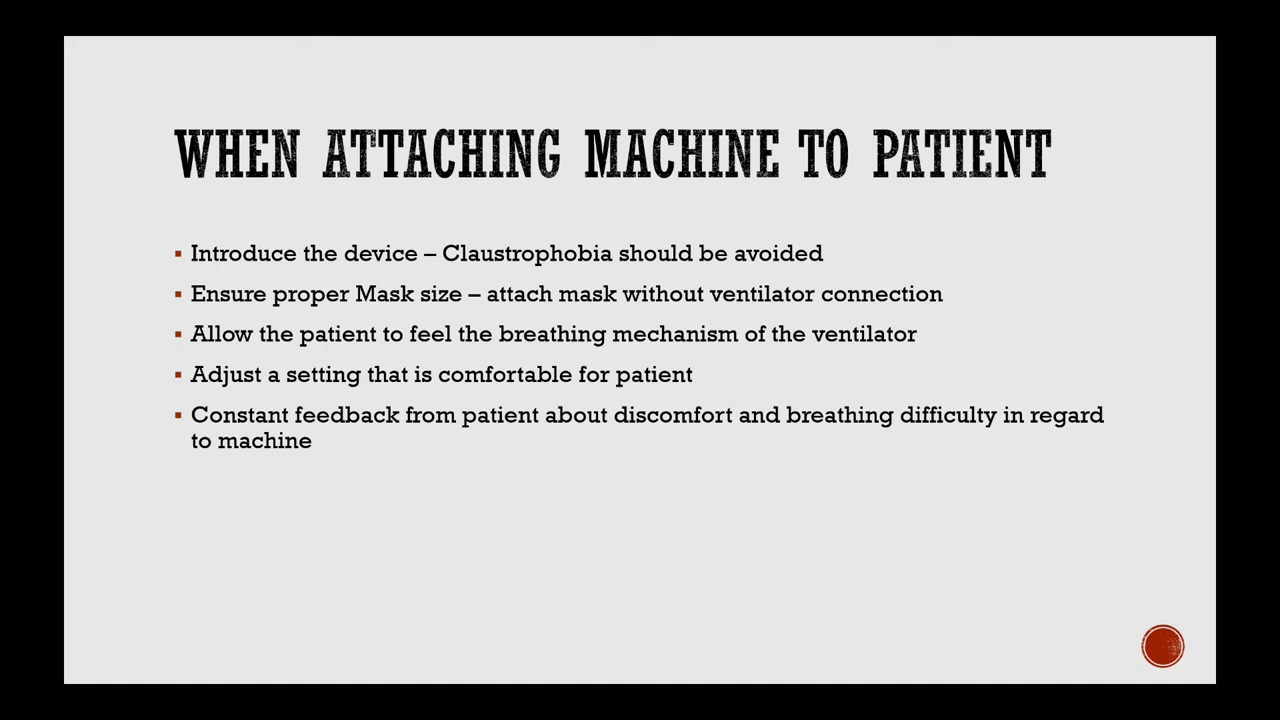 WHEN ATTACHING MACHINE TO PATIENT
▪ Introduce the device – Claustrophobia should be avoided
▪ Ensure proper Mask size – attach mask without ventilator connection
▪ Allow the patient to feel the breathing mechanism of the ventilator
▪ Adjust a setting that is comfortable for patient
▪ Constant feedback from patient about discomfort and breathing difficulty in regard
to machine